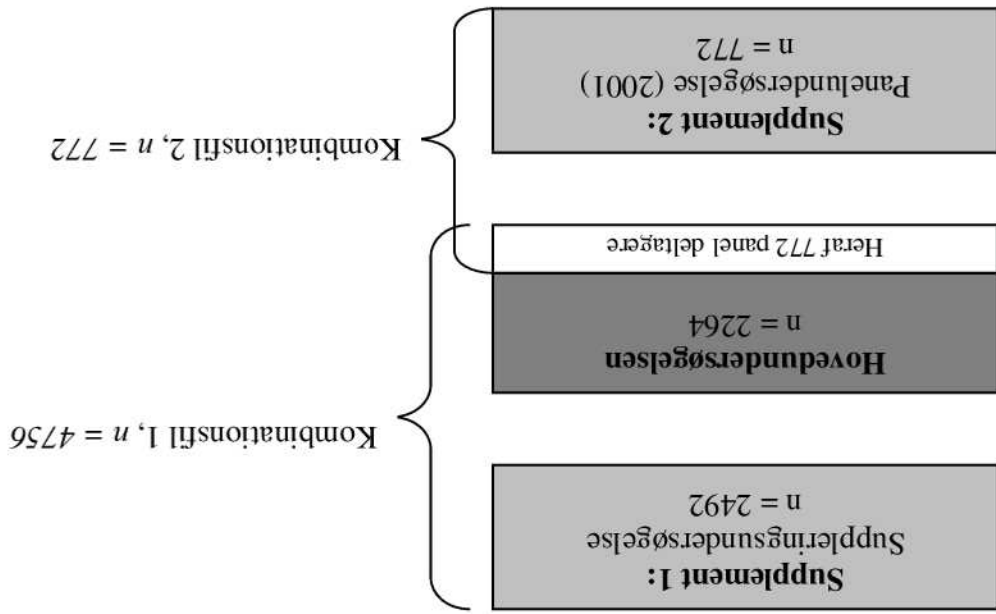 Supplement 1:
Suppleringsundersøgelse
n = 2492
Kombinationsfil 1, n = 4756
Hovedundersøgelsen
n = 2264
Heraf 772 panel deltagere
Kombinationsfil 2, n = 772
Supplement 2:
Panelundersøgelse (2001)
n = 772